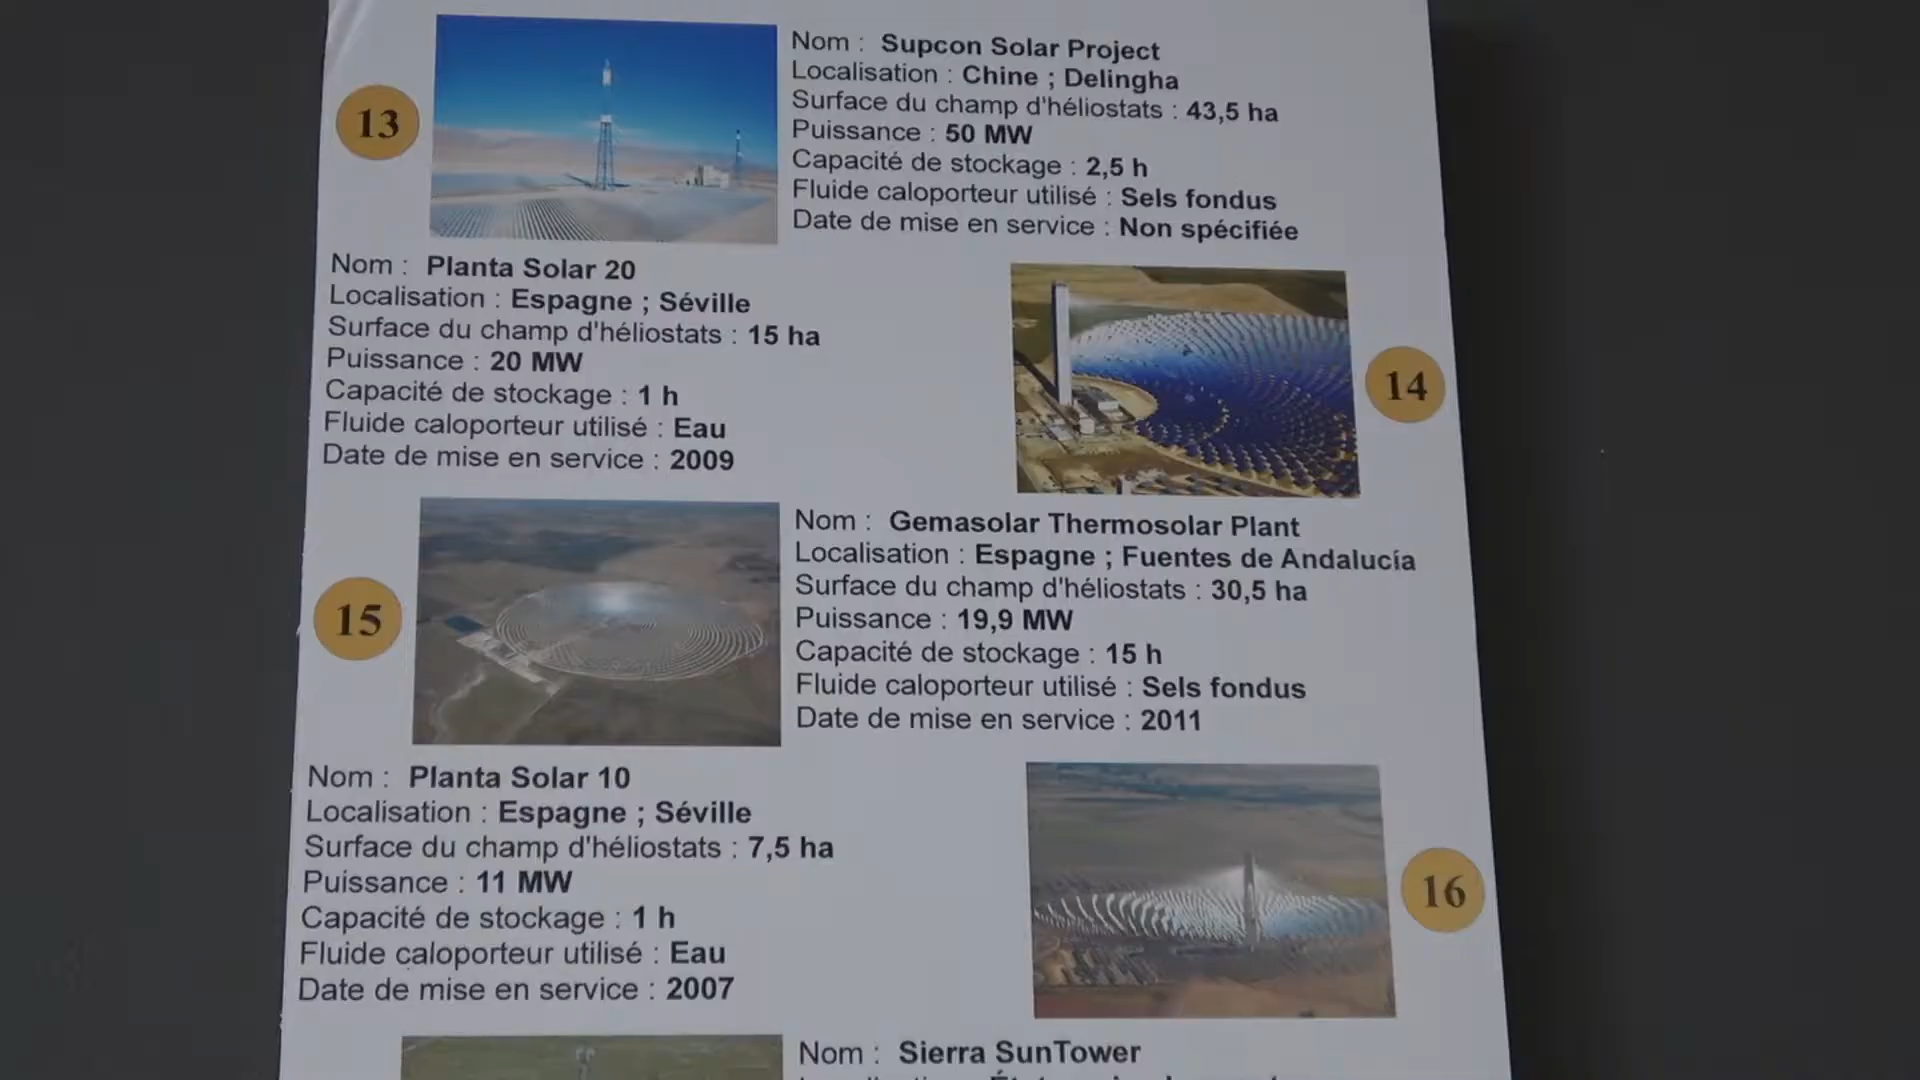 13
Nom : Supcon Solar Project
Localisation : Chine ; Delingha
Surface du champ d'héliostats : 43,5 ha
Puissance : 50 MW
Capacité de stockage : 2,5 h
Fluide caloporteur utilisé : Sels fondus
Date de mise en service : Non spécifiée
Nom : Planta Solar 20
Localisation : Espagne ; Séville
Surface du champ d'héliostats : 15 ha
Puissance : 20 MW
Capacité de stockage : 1 h
Fluide caloporteur utilisé : Eau
Date de mise en service : 2009
14
15
Nom : Gemasolar Thermosolar Plant
Localisation : Espagne ; Fuentes de Andalucía
Surface du champ d'héliostats : 30,5 ha
Puissance : 19,9 MW
Capacité de stockage : 15 h
Fluide caloporteur utilisé : Sels fondus
Date de mise en service : 2011
Nom : Planta Solar 10
Localisation : Espagne ; Séville
Surface du champ d'héliostats : 7,5 ha
Puissance : 11 MW
Capacité de stockage : 1 h
Fluide caloporteur utilisé : Eau
Date de mise en service : 2007
16
Nom : Sierra SunTower